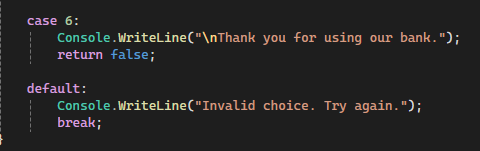 case 6:
Console.WriteLine("\nThank you for using our bank.");
return false;
default:
Console.WriteLine("Invalid choice. Try again.");
break;
}